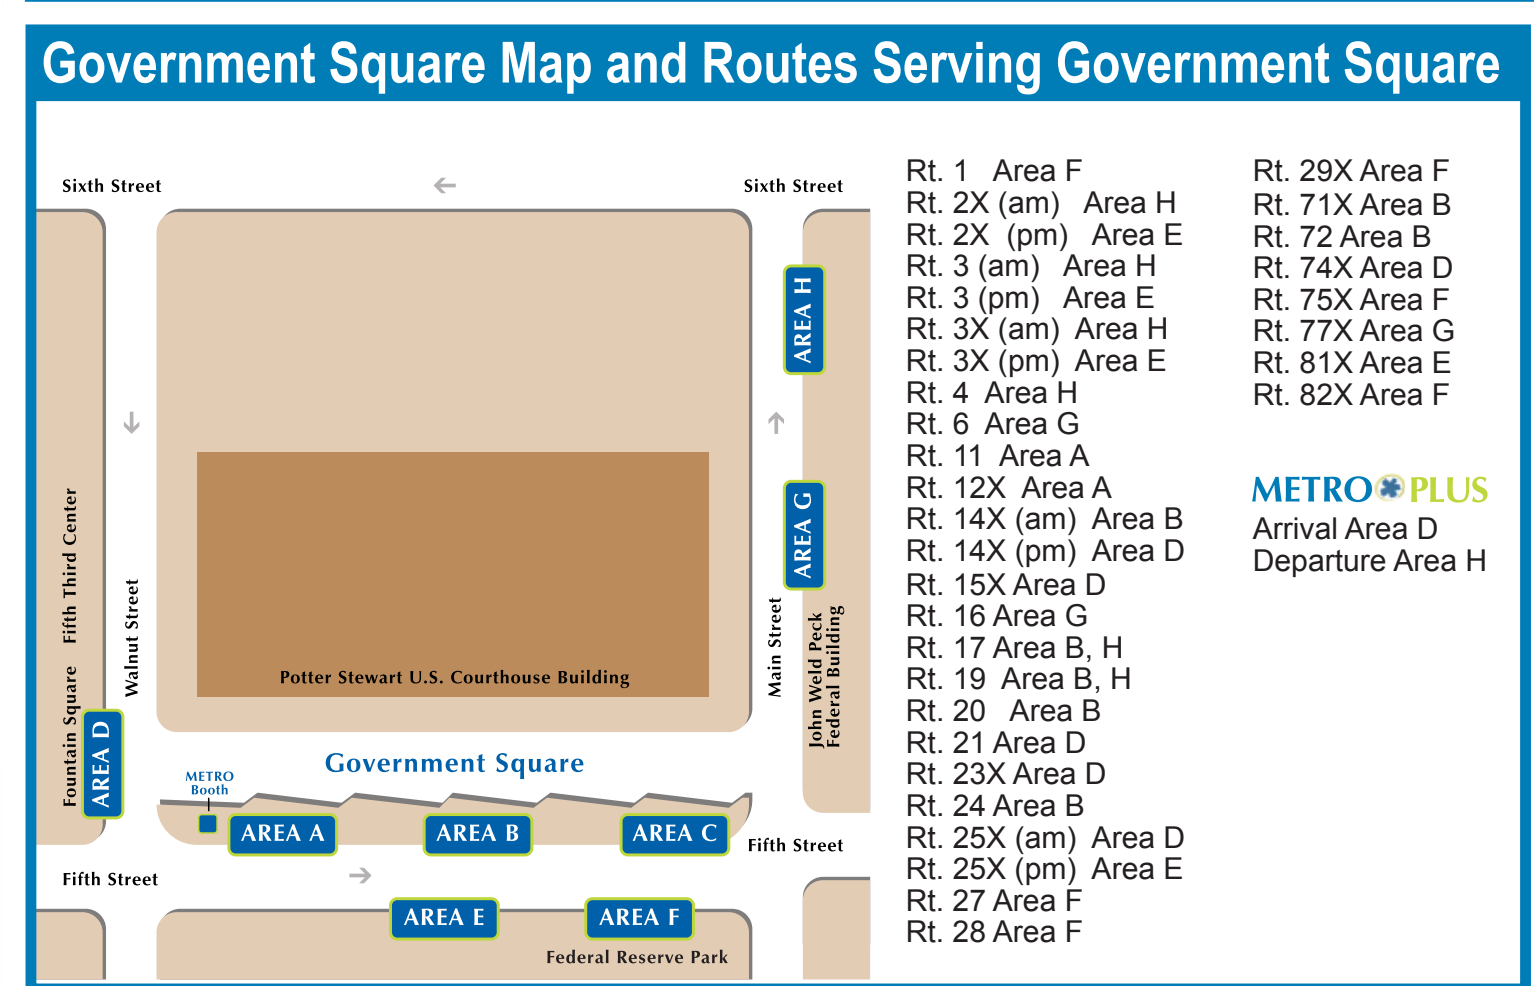 Government Square Map and Routes Serving Government Square
Sixth Street
Sixth Street
AREA H
AREA G
Fountain Square Fifth Third Center
Walnut Street
Main Street
John Weld Peck
Federal Building
Potter Stewart U.S. Courthouse Building
AREA D
Government Square
METRO
Booth
AREA A
AREA B
AREA C
Fifth Street
Fifth Street
AREA E
AREA F
Federal Reserve Park
Rt. 1 Area F
Rt. 2X (am) Area H
Rt. 2X (pm) Area E
Rt. 3 (am) Area H
Rt. 3 (pm) Area E
Rt. 3X (am) Area H
Rt. 3X (pm) Area E
Rt. 4 Area H
Rt. 6 Area G
Rt. 11 Area A
Rt. 12X Area A
Rt. 14X (am) Area B
Rt. 14X (pm) Area D
Rt. 15X Area D
Rt. 16 Area G
Rt. 17 Area B, H
Rt. 19 Area B, H
Rt. 20 Area B
Rt. 21 Area D
Rt. 23X Area D
Rt. 24 Area B
Rt. 25X (am) Area D
Rt. 25X (pm) Area E
Rt. 27 Area F
Rt. 28 Area F
Rt. 29X Area F
Rt. 71X Area B
Rt. 72 Area B
Rt. 74X Area D
Rt. 75X Area F
Rt. 77X Area G
Rt. 81X Area E
Rt. 82X Area F
METRO PLUS
Arrival Area D
Departure Area H